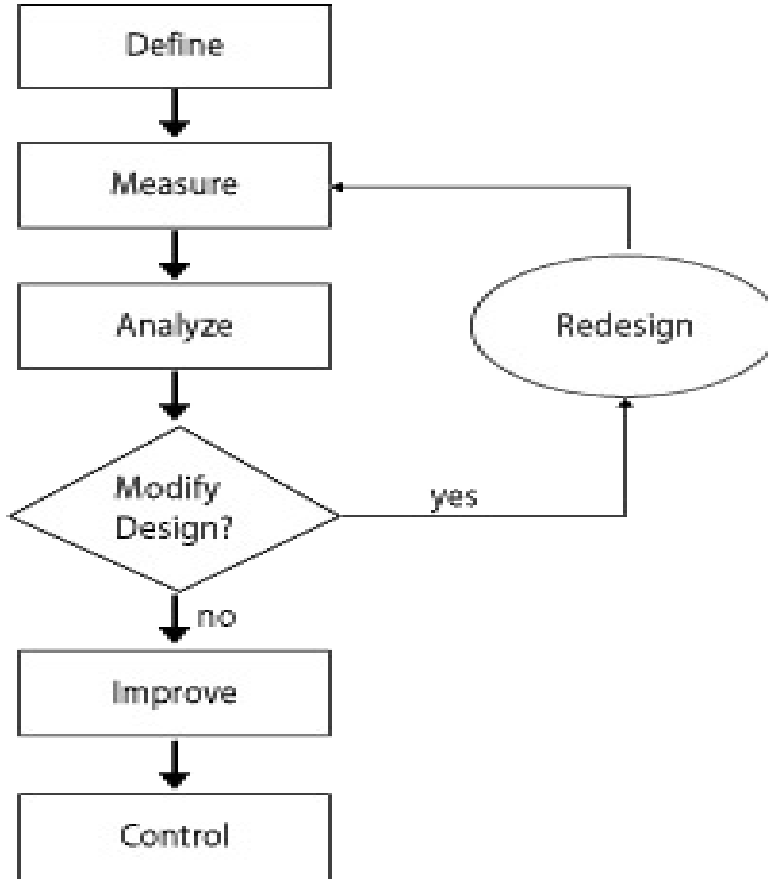 Define
Measure
Analyze
Redesign
Modify
Design?
yes
no
Improve
Control